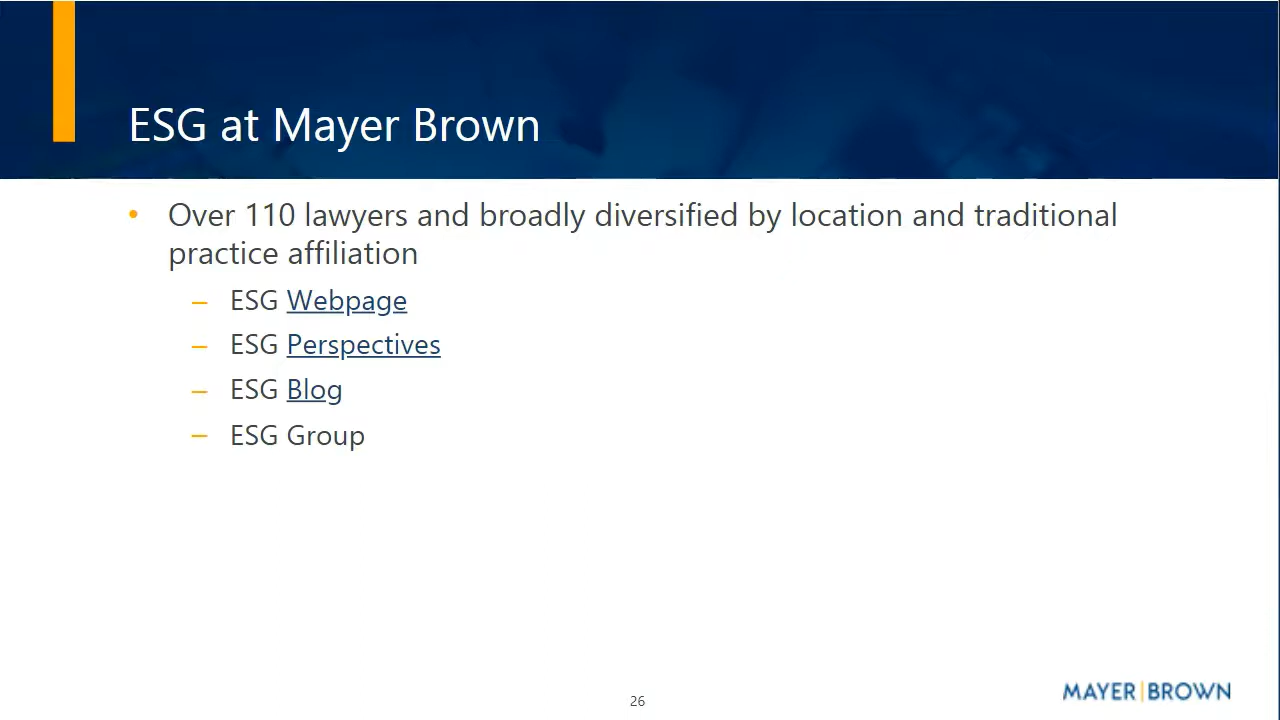 ESG at Mayer Brown
• Over 110 lawyers and broadly diversified by location and traditional
practice affiliation
– ESG Webpage
– ESG Perspectives
– ESG Blog
– ESG Group
26
MAYER|BROWN